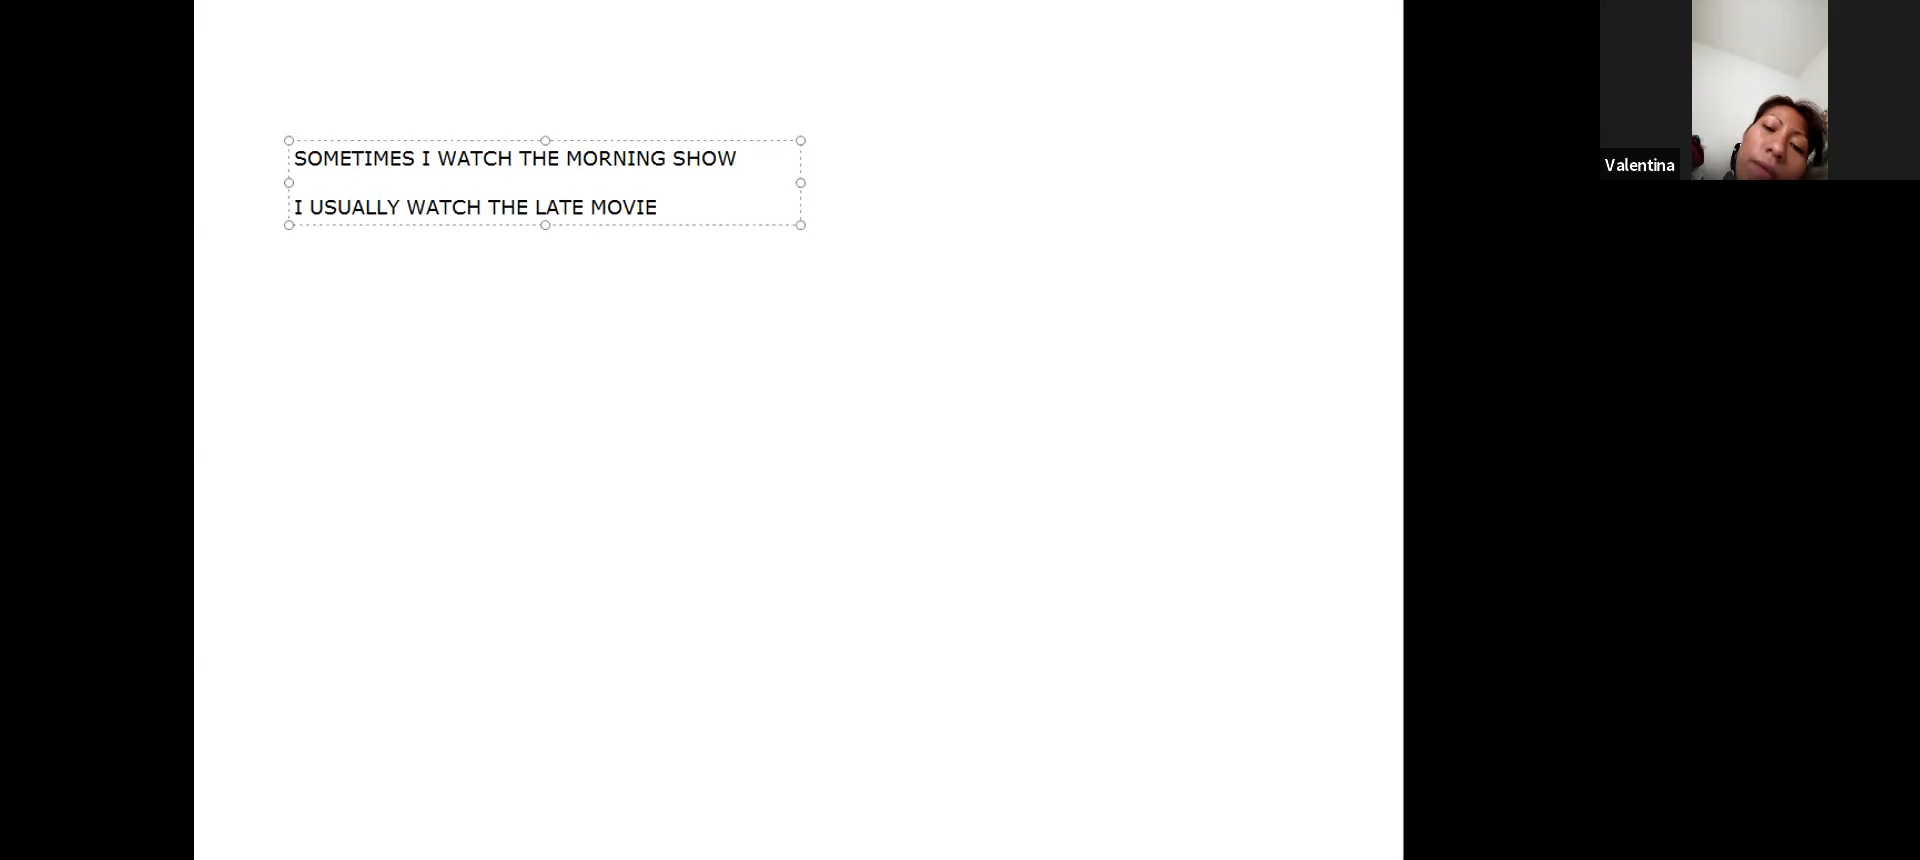 SOMETIMES I WATCH THE MORNING SHOW
I USUALLY WATCH THE LATE MOVIE
Valentina